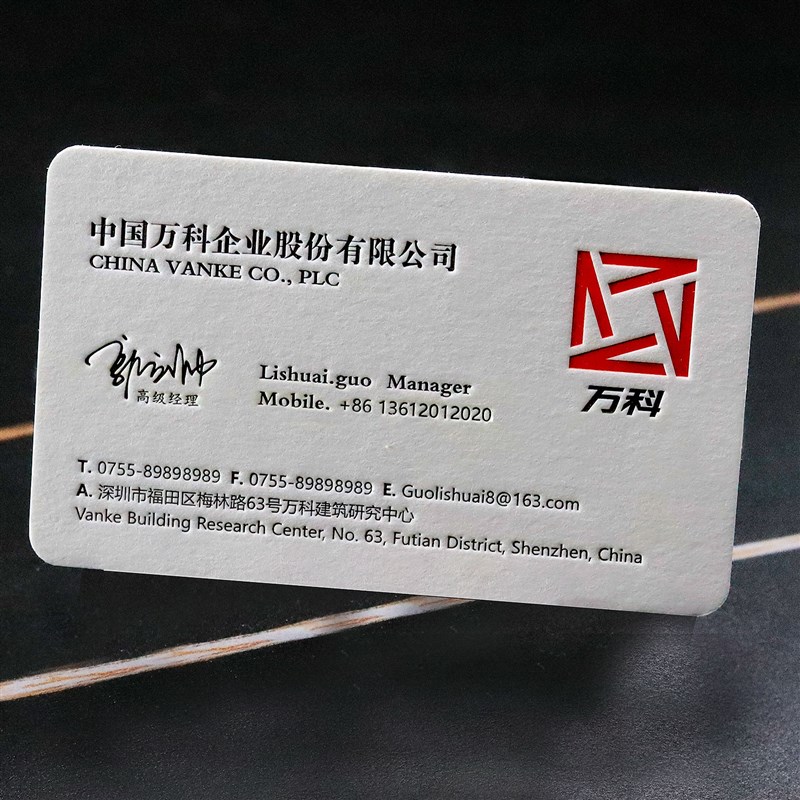 中国万科企业股份有限公司
CHINA VANKE CO., PLC
万科
郭立帅
高级经理
Lishuai.guo Manager
Mobile. +86 13612012020
T. 0755-89898989 F. 0755-89898989 E. Guolishuai8@163.com
A. 深圳市福田区梅林路63号万科建筑研究中心
Vanke Building Research Center, No. 63, Futian District, Shenzhen, China